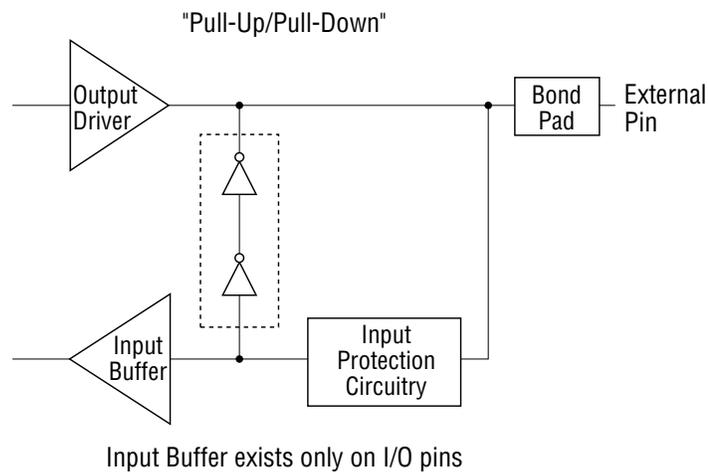 "Pull-Up/Pull-Down"
Output
Driver
Bond
Pad
External
Pin
Input
Buffer
Input
Protection
Circuitry
Input Buffer exists only on I/O pins